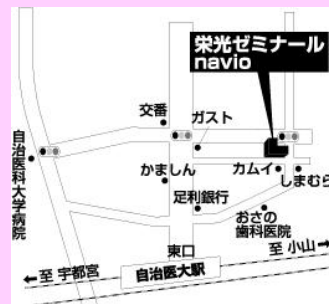 栄光ゼミナール
navio
交番
ガスト
自治医科大学病院
かましん
カムイ
しまむら
足利銀行
おさの
歯科医院
東口
至 小山
自治医大駅
至 宇都宮